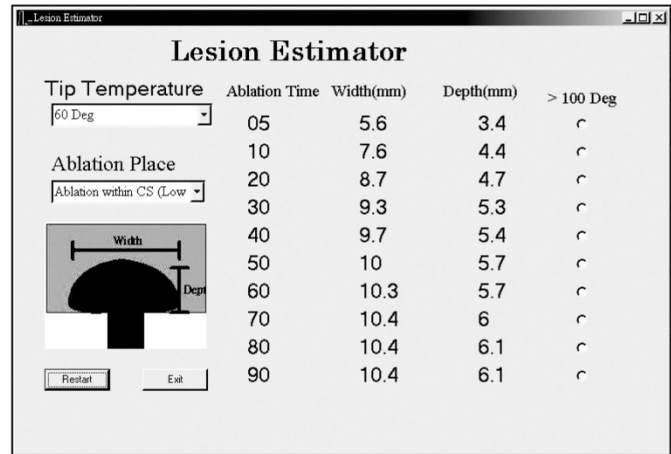 _Lesion Estimator
Lesion Estimator
Tip Temperature
60 Deg
Ablation Place
Ablation within CS (Low
Width
Dept
Restart Exit
Ablation Time Width(mm) Depth(mm) > 100 Deg
05 5.6 3.4
10 7.6 4.4
20 8.7 4.7
30 9.3 5.3
40 9.7 5.4
50 10 5.7
60 10.3 5.7
70 10.4 6
80 10.4 6.1
90 10.4 6.1